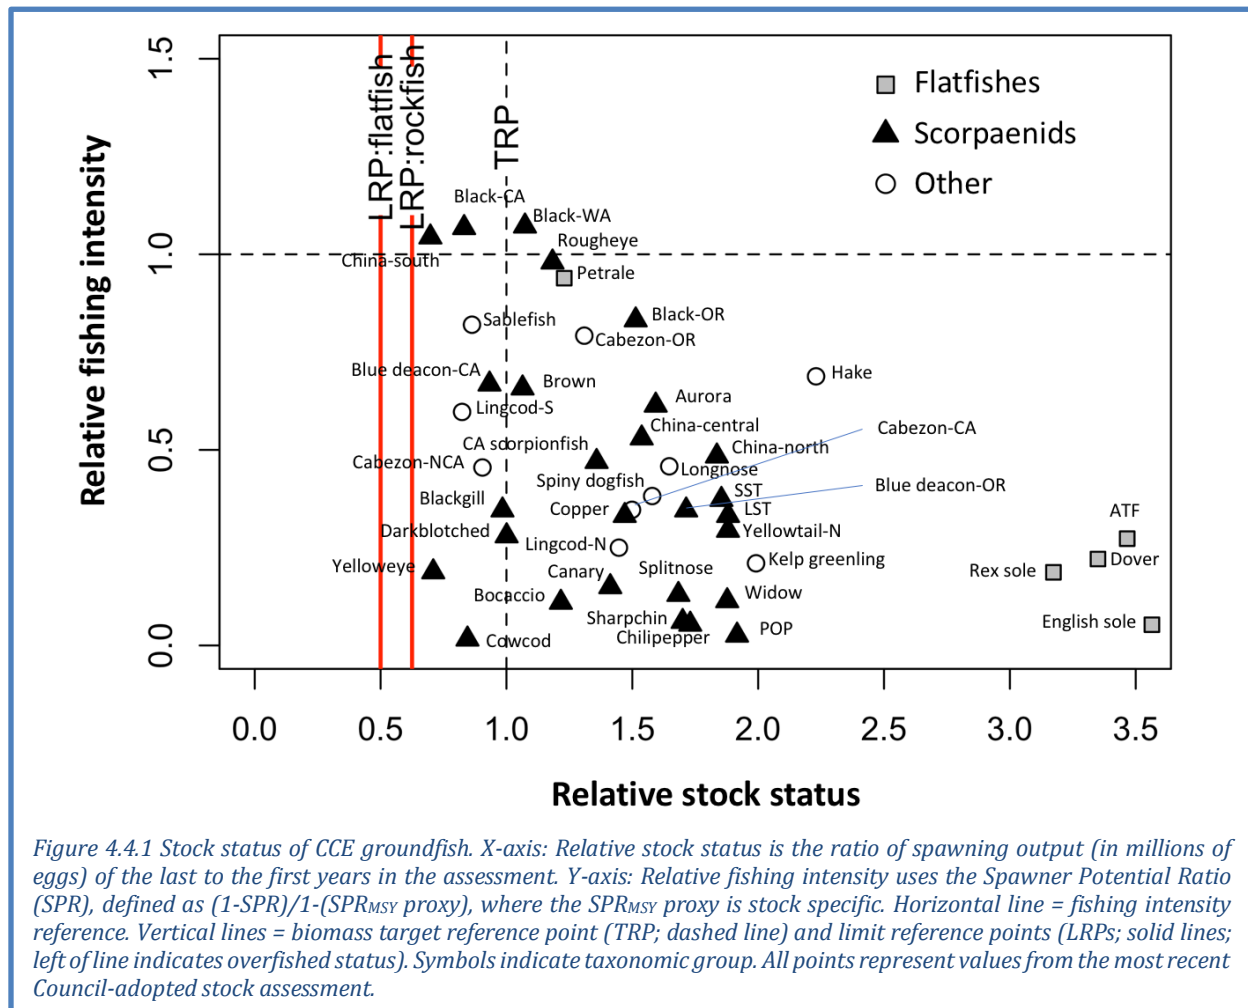 1.5
1.0
0.5
0.0
Relative fishing intensity
LRP:flatfish
LRP:rockfish
TRP
Flatfishes
Scorpaenids
Other
Black-CA
Black-WA
Rougheye
China-south
Petrale
Black-OR
Sablefish
Cabezon-OR
Blue deacon-CA
Brown
Hake
Aurora
Lingcod-S
China-central
Cabezon-CA
CA scorpionfish
China-north
Cabezon-NCA
Longnose
Spiny dogfish
SST
Blue deacon-OR
Blackgill
Copper
LST
ATF
Darkblotched
Yellowtail-N
Lingcod-N
Dover
Kelp greenling
Yelloweye
Canary
Splitnose
Rex sole
Bocaccio
Widow
Sharpchin
English sole
Chilipepper
POP
Cowcod
0.0 0.5 1.0 1.5 2.0 2.5 3.0 3.5
Relative stock status
Figure 4.4.1 Stock status of CCE groundfish. X-axis: Relative stock status is the ratio of spawning output (in millions of
eggs) of the last to the first years in the assessment. Y-axis: Relative fishing intensity uses the Spawner Potential Ratio
(SPR), defined as (1-SPR)/1-(SPRMSY proxy), where the SPRMSY proxy is stock specific. Horizontal line = fishing intensity
reference. Vertical lines = biomass target reference point (TRP; dashed line) and limit reference points (LRPs; solid lines;
left of line indicates overfished status). Symbols indicate taxonomic group. All points represent values from the most recent
Council-adopted stock assessment.